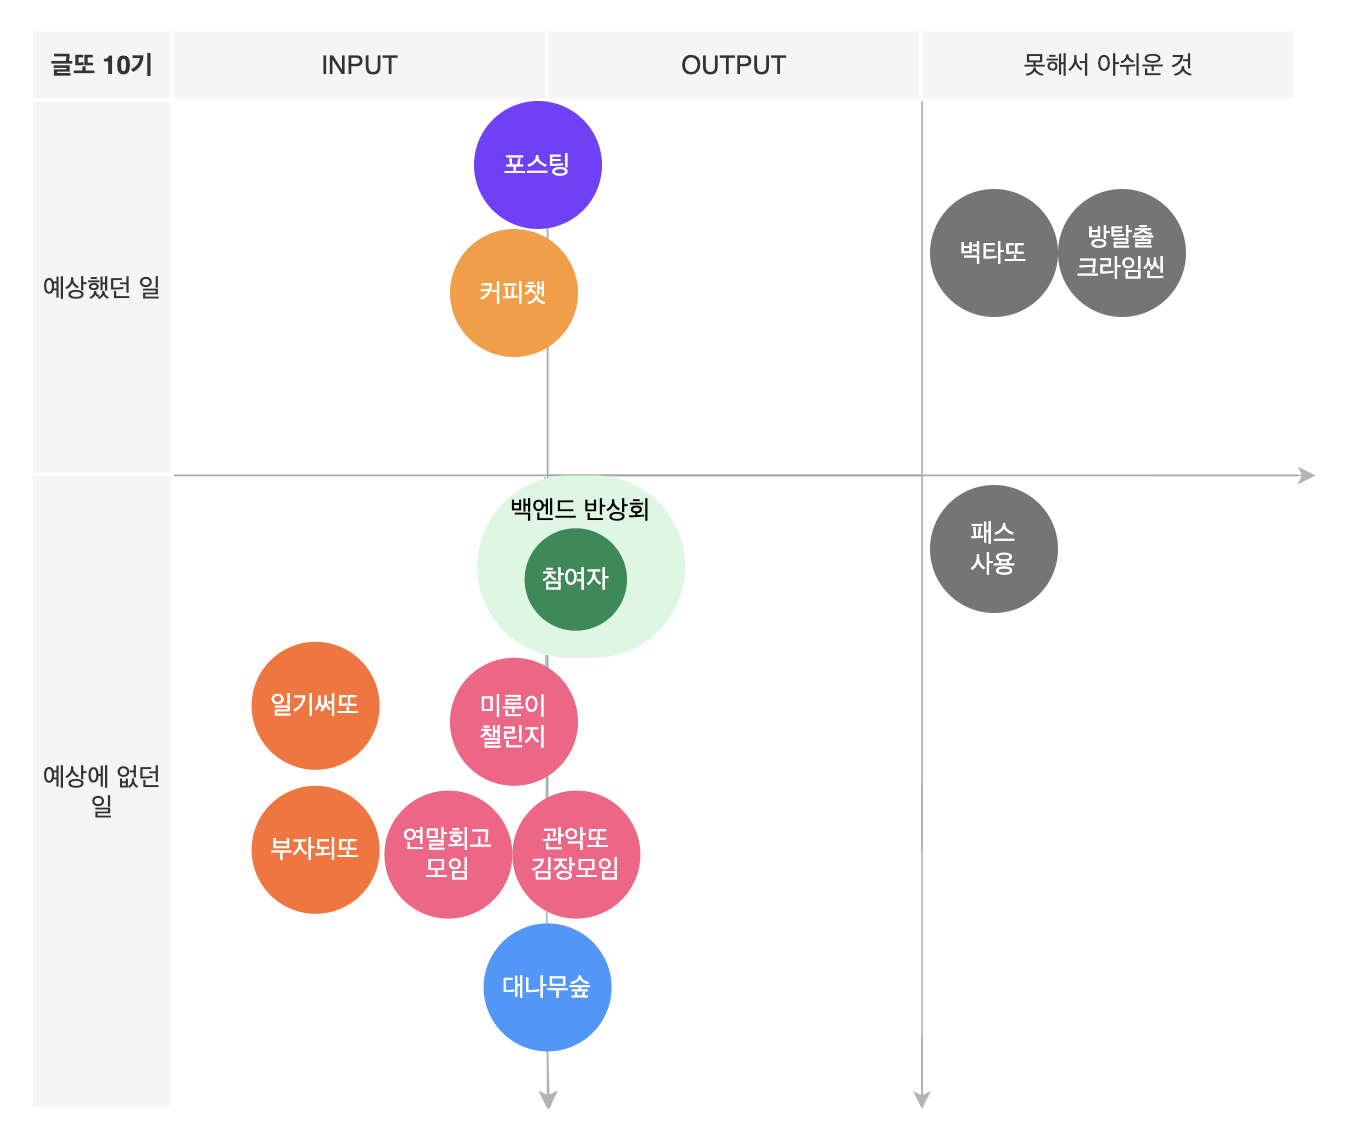 글또 10기
INPUT
OUTPUT
못해서 아쉬운 것
예상했던 일
포스팅
커피챗
벽타또
방탈출
크라임씬
예상에 없던
일
백엔드 반상회
참여자
패스
사용
일기써또
미룬이
챌린지
부자되또
연말회고
모임
관악또
김장모임
대나무숲